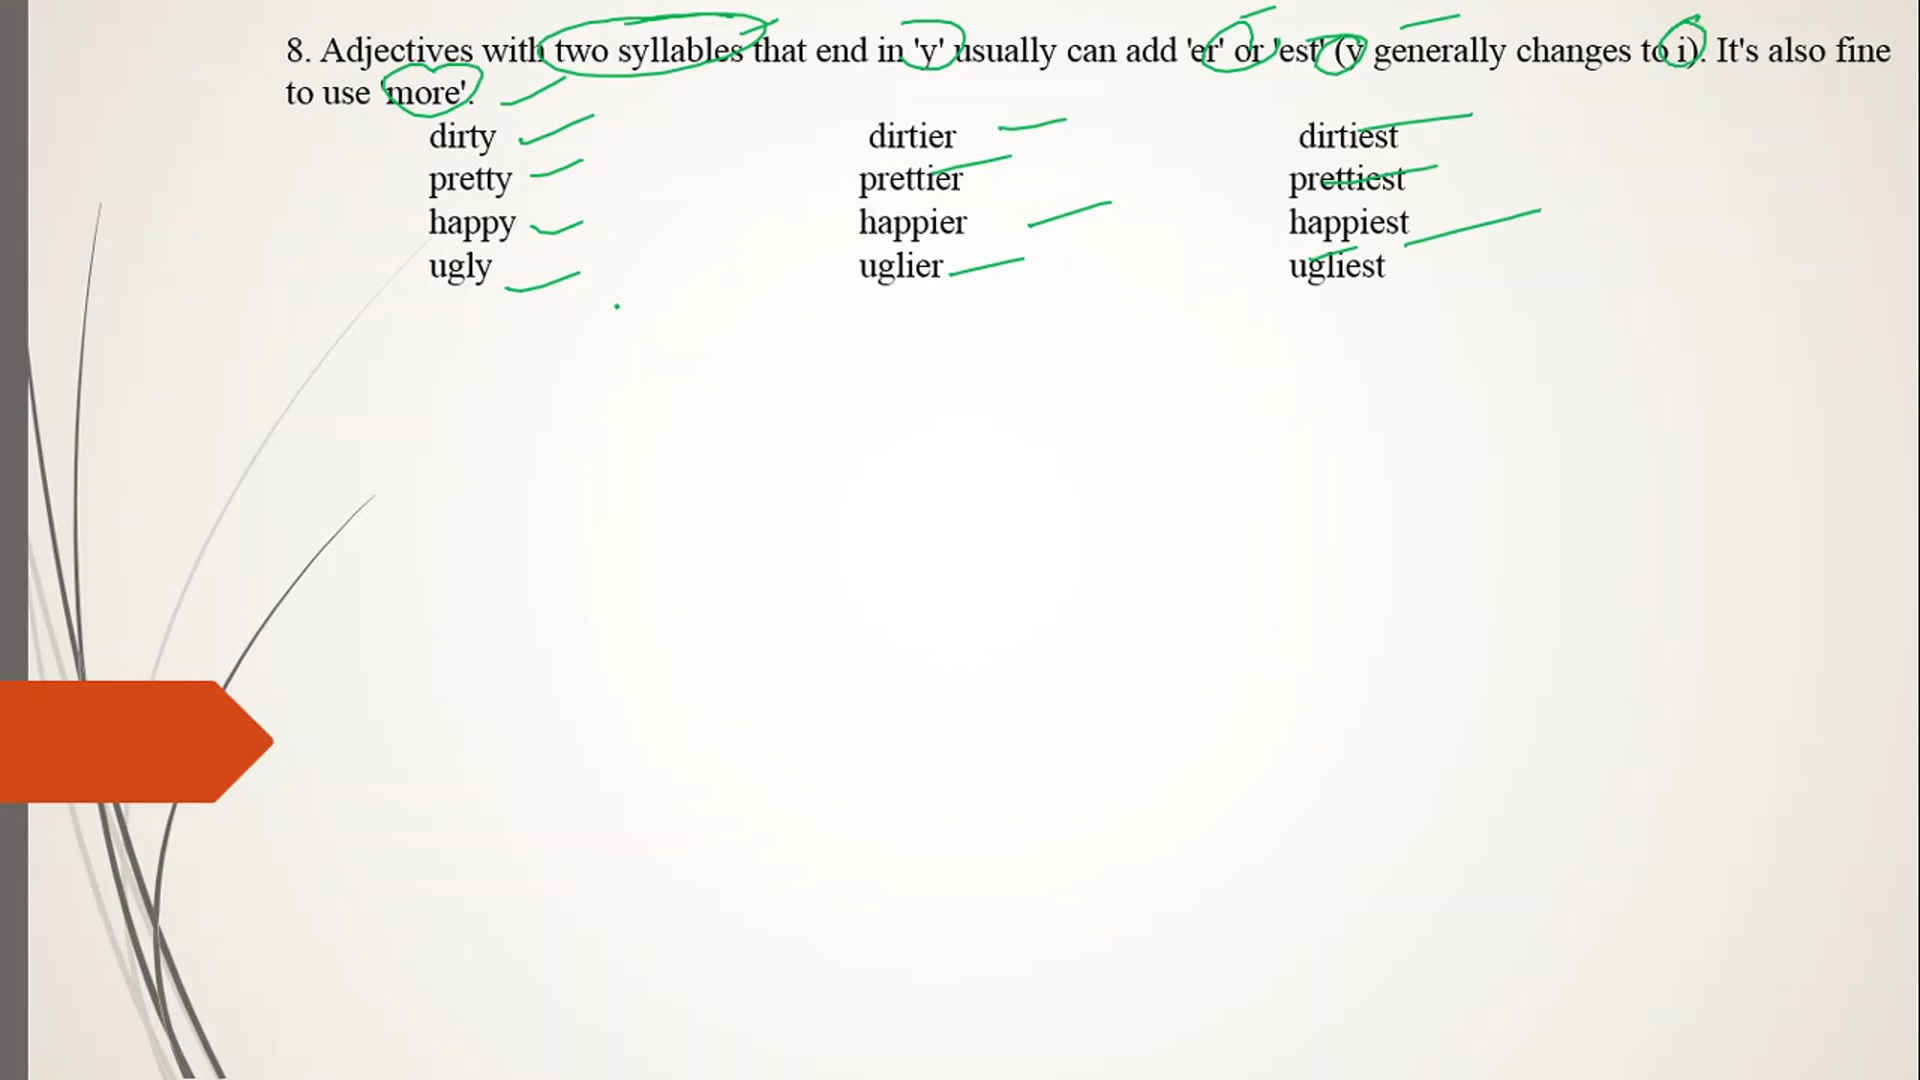 8. Adjectives with two syllables that end in 'y' usually can add 'er' or 'est' (y generally changes to i). It's also fine
to use 'more'.
dirty dirtier dirtiest
pretty prettier prettiest
happy happier happiest
ugly uglier ugliest